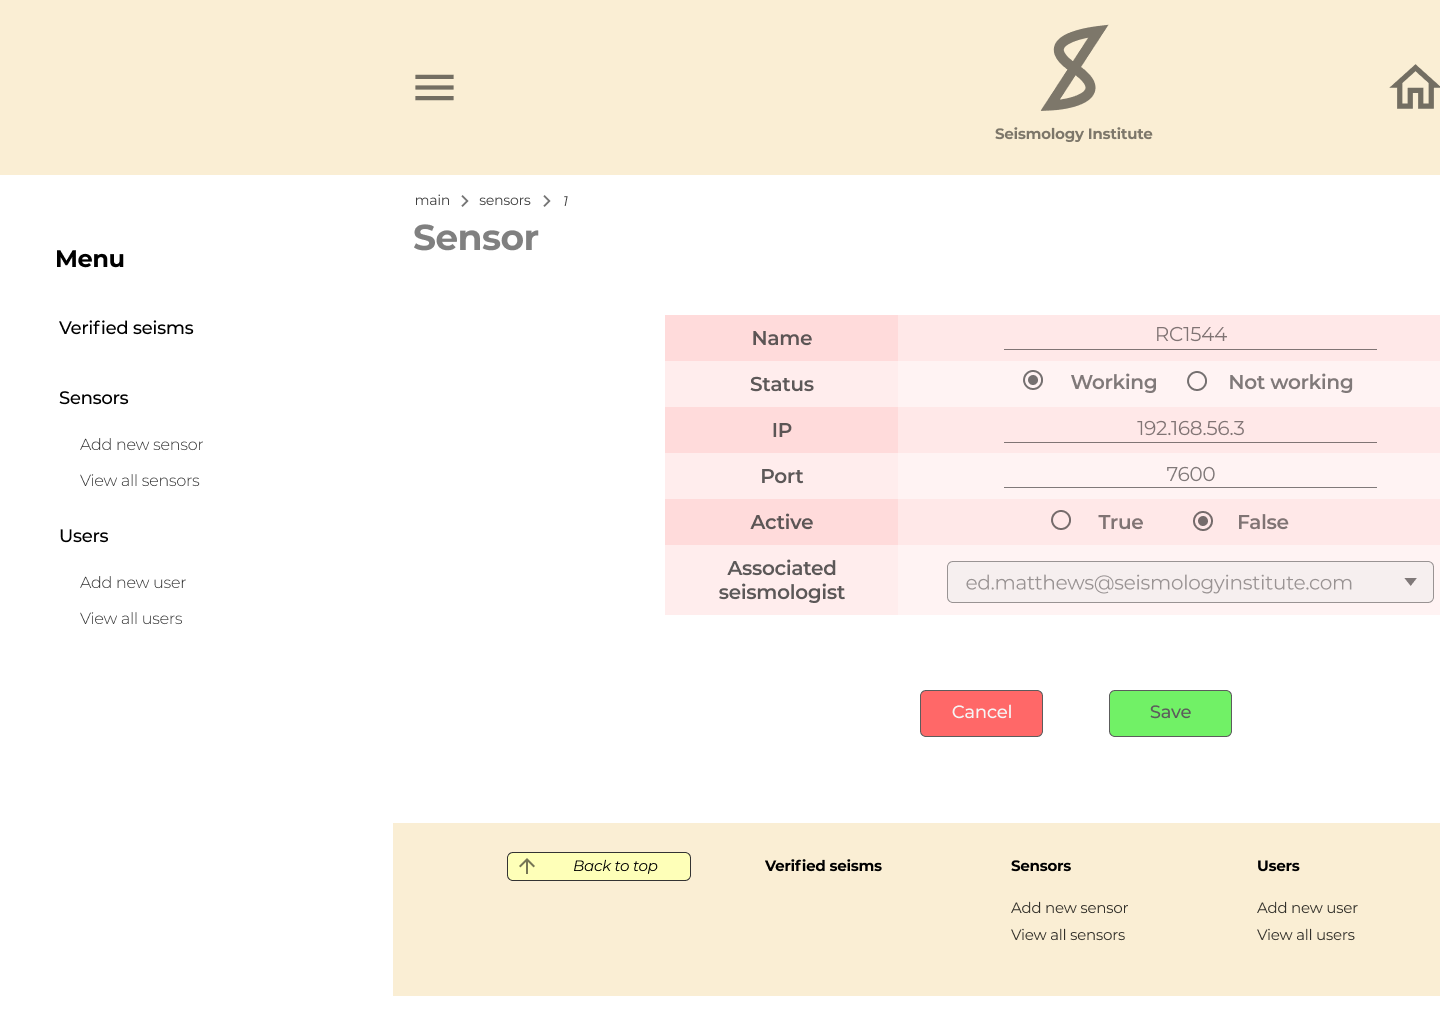 Seismology Institute
main > sensors > 1
Sensor
Menu
Verified seisms
Sensors
Add new sensor
View all sensors
Users
Add new user
View all users
Name RC1544
Status Working Not working
IP 192.168.56.3
Port 7600
Active True False
Associated
seismologist
ed.matthews@seismologyinstitute.com
Cancel Save
Back to top Verified seisms Sensors Users
Add new sensor Add new user
View all sensors View all users